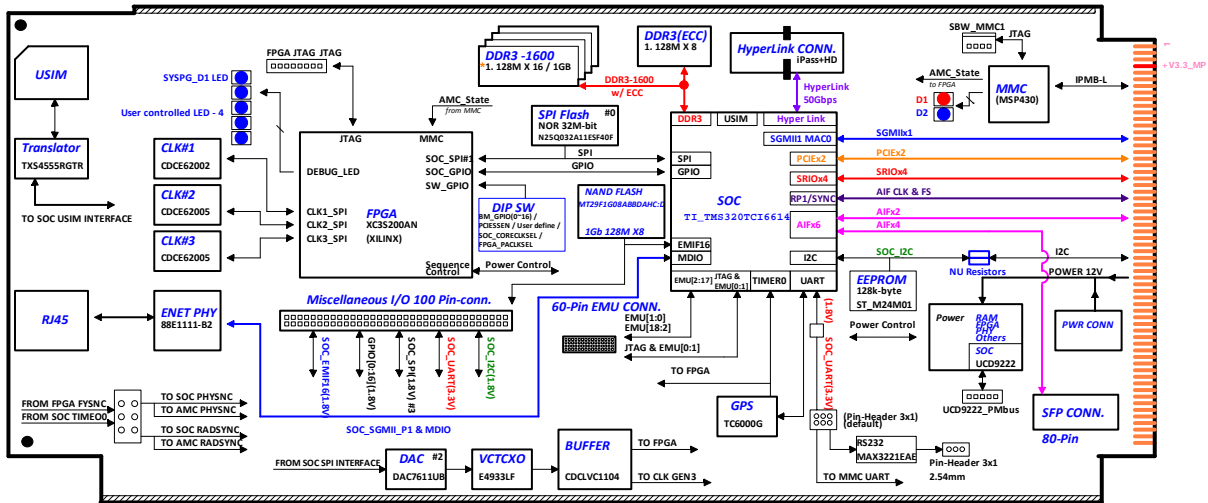 USIM
FPGA JTAG JTAG
SYSPG_D1 LED
User controlled LED - 4
Translator
TXS4555RGTR
TO SOC USIM INTERFACE
CLK#1
CDCE62002
CLK#2
CDCE62005
CLK#3
CDCE62005
RJ45
ENET PHY
88E1111-B2
JTAG
MMC
AMC_State
from MMC
DEBUG_LED
SOC_SPI#1
SOC_GPIO
SW_GPIO
CLK1_SPI
CLK2_SPI
CLK3_SPI
FPGA
XC3S200AN
(XILINX)
Sequence
Control
Power Control
DDR3 -1600
*1. 128M X 16 / 1GB
DDR3(ECC)
1. 128M X 8
DDR3-1600
w/ ECC
HyperLink CONN.
iPass+HD
HyperLink
50Gbps
SPI Flash
#0
NOR 32M-bit
N25Q032A11ESF40F
SPI
GPIO
NAND FLASH
MT29F1G08ABBDAHC:D
1Gb 128M X8
DIP SW
BM_GPIO(0~16) /
PCIESSEN / User define /
SOC_CORECLKSEL /
FPGA_PACLKSEL
DDR3
USIM
Hyper Link
SGMII1 MAC0
PCIEx2
SRIOx4
RP1/SYNC
AIFx6
SPI
GPIO
SOC
TI_TMS320TCI6614
EMIF16
MDIO
I2C
EMU[2:17]
JTAG &
EMU[0:1]
TIMER0
UART
SBW_MMC1
JTAG
AMC_State
to FPGA
D1
D2
MMC
(MSP430)
IPMB-L
1
+V3.3_MP
SGMIIx1
PCIEx2
SRIOx4
AIF CLK & FS
AIFx2
AIFx4
SOC_I2C
I2C
NU Resistors
EEPROM
128k-byte
ST_M24M01
POWER 12V
Power Control
Power
RAM
FPGA
PHY
Others
SOC
UCD9222
PWR CONN
UCD9222_PMbus
SFP CONN.
80-Pin
Miscellaneous I/O 100 Pin-conn.
SOC_EMIF16(1.8V)
GPIO[0-16](1.8V)
SOC_SPI(1.8V) #3
SOC_UART(3.3V)
SOC_I2C(1.8V)
60-Pin EMU CONN.
EMU[1:0]
EMU[18:2]
JTAG & EMU[0:1]
TO FPGA
(1.8V)
SOC_UART(3.3V)
GPS
TC6000G
(Pin-Header 3x1)
(default)
RS232
MAX3221EAE
Pin-Header 3x1
2.54mm
TO MMC UART
FROM FPGA FYSNC
FROM SOC TIMEO0
TO SOC PHYSNC
TO AMC PHYSNC
TO SOC RADSYNC
TO AMC RADSYNC
SOC_SGMII_P1 & MDIO
FROM SOC SPI INTERFACE
DAC
#2
DAC7611UB
VCTCXO
E4933LF
BUFFER
CDCLVC1104
TO FPGA
TO CLK GEN3